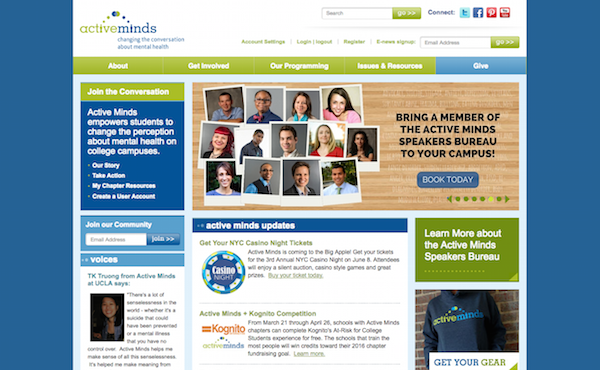 Search
go >>
Connect:
You
Tube
activeminds
changing the conversation
about mental health
Account Settings | Login | logout | Register | E-news signup:
Email Address
go >>
About
Get Involved
Our Programming
Issues & Resources
Give
Join the Conversation
Active Minds
empowers students to
change the perception
about mental health on
college campuses.
· Our Story
· Take Action
· My Chapter Resources
· Create a User Account
BRING A MEMBER OF
THE ACTIVE MINDS
SPEAKERS BUREAU
TO YOUR CAMPUS!
BOOK TODAY
Join our Community
Email Address
join >>
voices
TK Truong from Active Minds
at UCLA says:
"There's a lot of
senselessness in the
world - whether it's a
suicide that could
have been prevented
or a mental illness
that you have no
control over. Active Minds helps me
make sense of all this senselessness.
It's helped me make meaning out of
active minds updates
Get Your NYC Casino Night Tickets
Casino
NIGHT
Active Minds is coming to the Big Apple! Get your tickets
for the 3rd Annual NYC Casino Night on June 8. Attendees
will enjoy a silent auction, casino style games and great
prizes. Buy your ticket today.
Active Minds + Kognito Competition
Kognito
activeminds
From March 21 through April 26, schools with Active Minds
chapters can complete Kognito's At-Risk for College
Students experience for free. The schools that train the
most people will win credits toward their 2016 chapter
fundraising goal. Learn more.
Learn More about
the Active Minds
Speakers Bureau
activeminds
GET YOUR GEAR